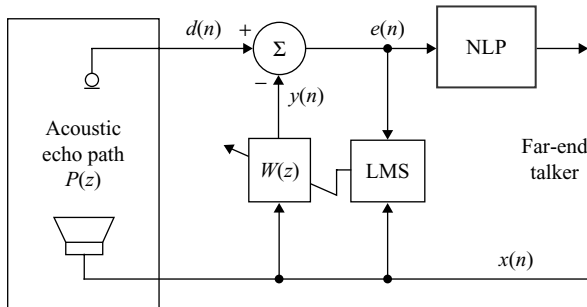 d(n)
+
Σ
e(n)
NLP
−
y(n)
Acoustic
echo path
P(z)
W(z)
LMS
Far-end
talker
x(n)